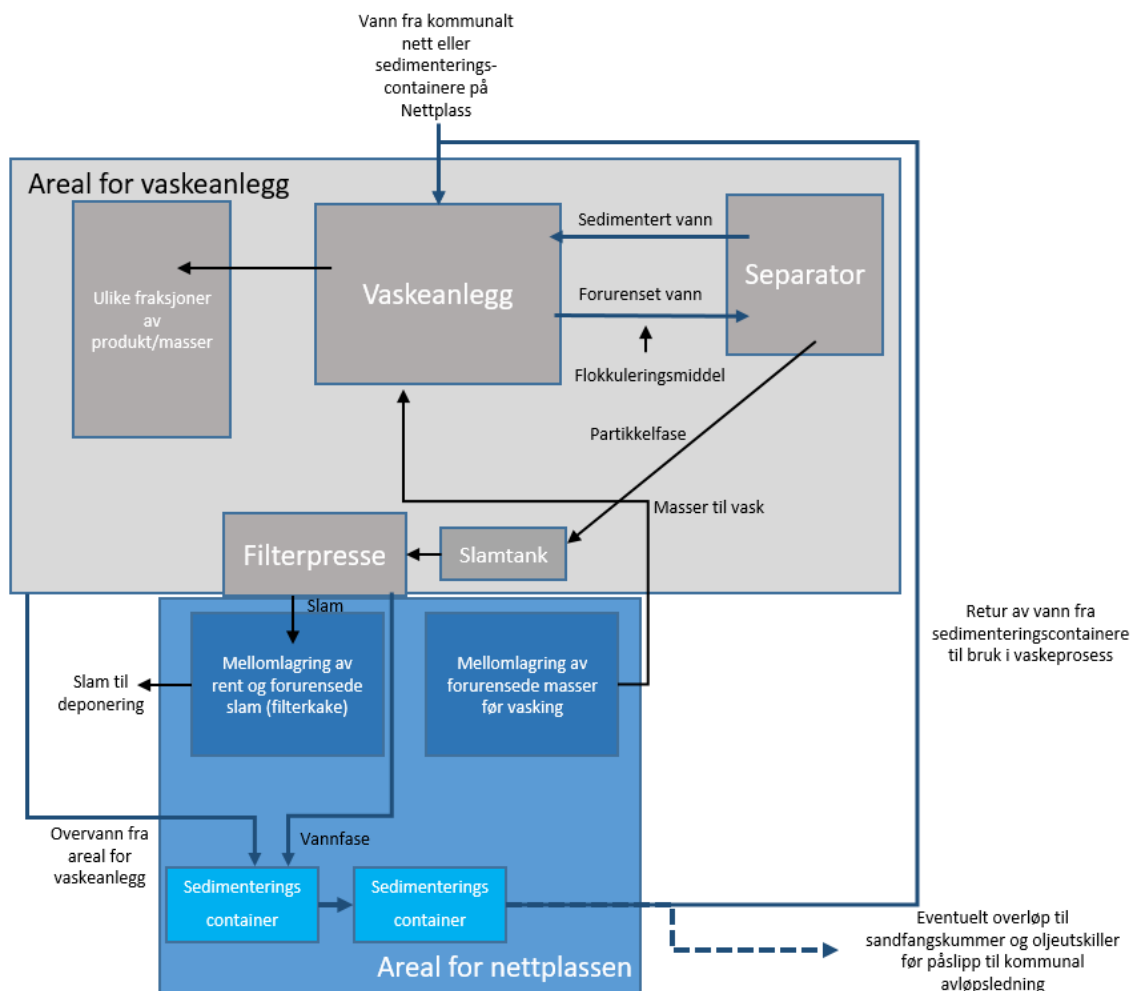 Vann fra kommunalt
nett eller
sedimenterings-
containere på
Nettplass
Areal for vaskeanlegg
Ulike fraksjoner
av
produkt/masser
Vaskeanlegg
Sedimentert vann
Forurenset vann
Flokkuleringsmiddel
Separator
Partikkelfase
Masser til vask
Filterpresse
Slamtank
Slam
Mellomlagring av
rent og forurensede
slam (filterkake)
Mellomlagring av
forurensede masser
før vasking
Slam til
deponering
Retur av vann fra
sedimenteringscontainere
til bruk i vaskeprosess
Overvann fra
areal for
vaskeanlegg
Vannfase
Sedimenterings
container
Sedimenterings
container
Areal for nettplassen
Eventuelt overløp til
sandfangskummer og oljeutskiller
før påslipp til kommunal
avløpsledning